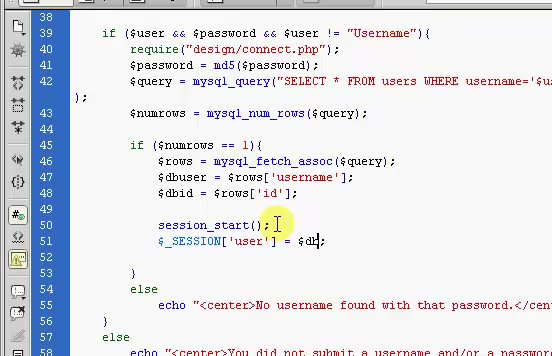 38
39 if ($user && $password && $user != "Username"){
40 require("design/connect.php");
41 $password = md5($password);
42 $query = mysql_query("SELECT * FROM users WHERE username='$us
);
43 $numrows = mysql_num_rows($query);
44
45 if ($numrows == 1){
46 $rows = mysql_fetch_assoc($query);
47 $dbuser = $rows['username'];
48 $dbid = $rows['id'];
49
50 session_start();
51 $_SESSION['user'] = $db;
52
53 }
54 else
55 echo "<center>No username found with that password.</cen
56 }
57 else
58 echo "<center>You did not submit a username and/or a passwor